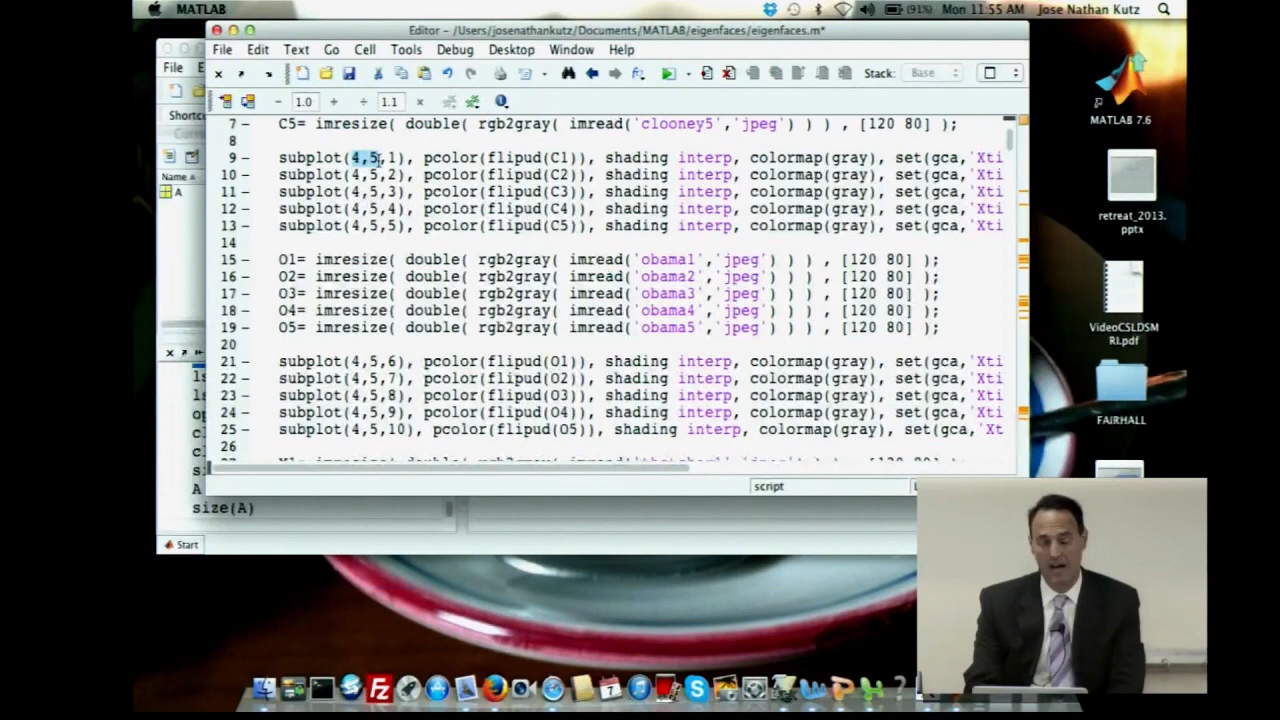 MATLAB (91%) Mon 11:55 AM Jose Nathan Kutz
Editor - /Users/josenathankutz/Documents/MATLAB/eigenfaces/eigenfaces.m*
File
File Edit Text Go Cell Tools Debug Desktop Window Help
Stack: Base
1.0 1.1
Shortc
Name
A
7 C5= imresize( double( rgb2gray( imread('clooney5','jpeg') ) ) , [120 80] );
8
9 subplot(4,5,1), pcolor(flipud(C1)), shading interp, colormap(gray), set(gca,'Xti
10 subplot(4,5,2), pcolor(flipud(C2)), shading interp, colormap(gray), set(gca,'Xti
11 subplot(4,5,3), pcolor(flipud(C3)), shading interp, colormap(gray), set(gca,'Xti
12 subplot(4,5,4), pcolor(flipud(C4)), shading interp, colormap(gray), set(gca,'Xti
13 subplot(4,5,5), pcolor(flipud(C5)), shading interp, colormap(gray), set(gca,'Xti
14
15 O1= imresize( double( rgb2gray( imread('obama1','jpeg') ) ) , [120 80] );
16 O2= imresize( double( rgb2gray( imread('obama2','jpeg') ) ) , [120 80] );
17 O3= imresize( double( rgb2gray( imread('obama3','jpeg') ) ) , [120 80] );
18 O4= imresize( double( rgb2gray( imread('obama4','jpeg') ) ) , [120 80] );
19 O5= imresize( double( rgb2gray( imread('obama5','jpeg') ) ) , [120 80] );
20
21 subplot(4,5,6), pcolor(flipud(O1)), shading interp, colormap(gray), set(gca,'Xti
22 subplot(4,5,7), pcolor(flipud(O2)), shading interp, colormap(gray), set(gca,'Xti
23 subplot(4,5,8), pcolor(flipud(O3)), shading interp, colormap(gray), set(gca,'Xti
24 subplot(4,5,9), pcolor(flipud(O4)), shading interp, colormap(gray), set(gca,'Xti
25 subplot(4,5,10), pcolor(flipud(O5)), shading interp, colormap(gray), set(gca,'Xt
26
script
ls
ls
op
cl
cl
si
A
size(A)
Start
MATLAB 7.6
retreat_2013.
pptx
VideoCSLDSM
RI.pdf
FAIRHALL